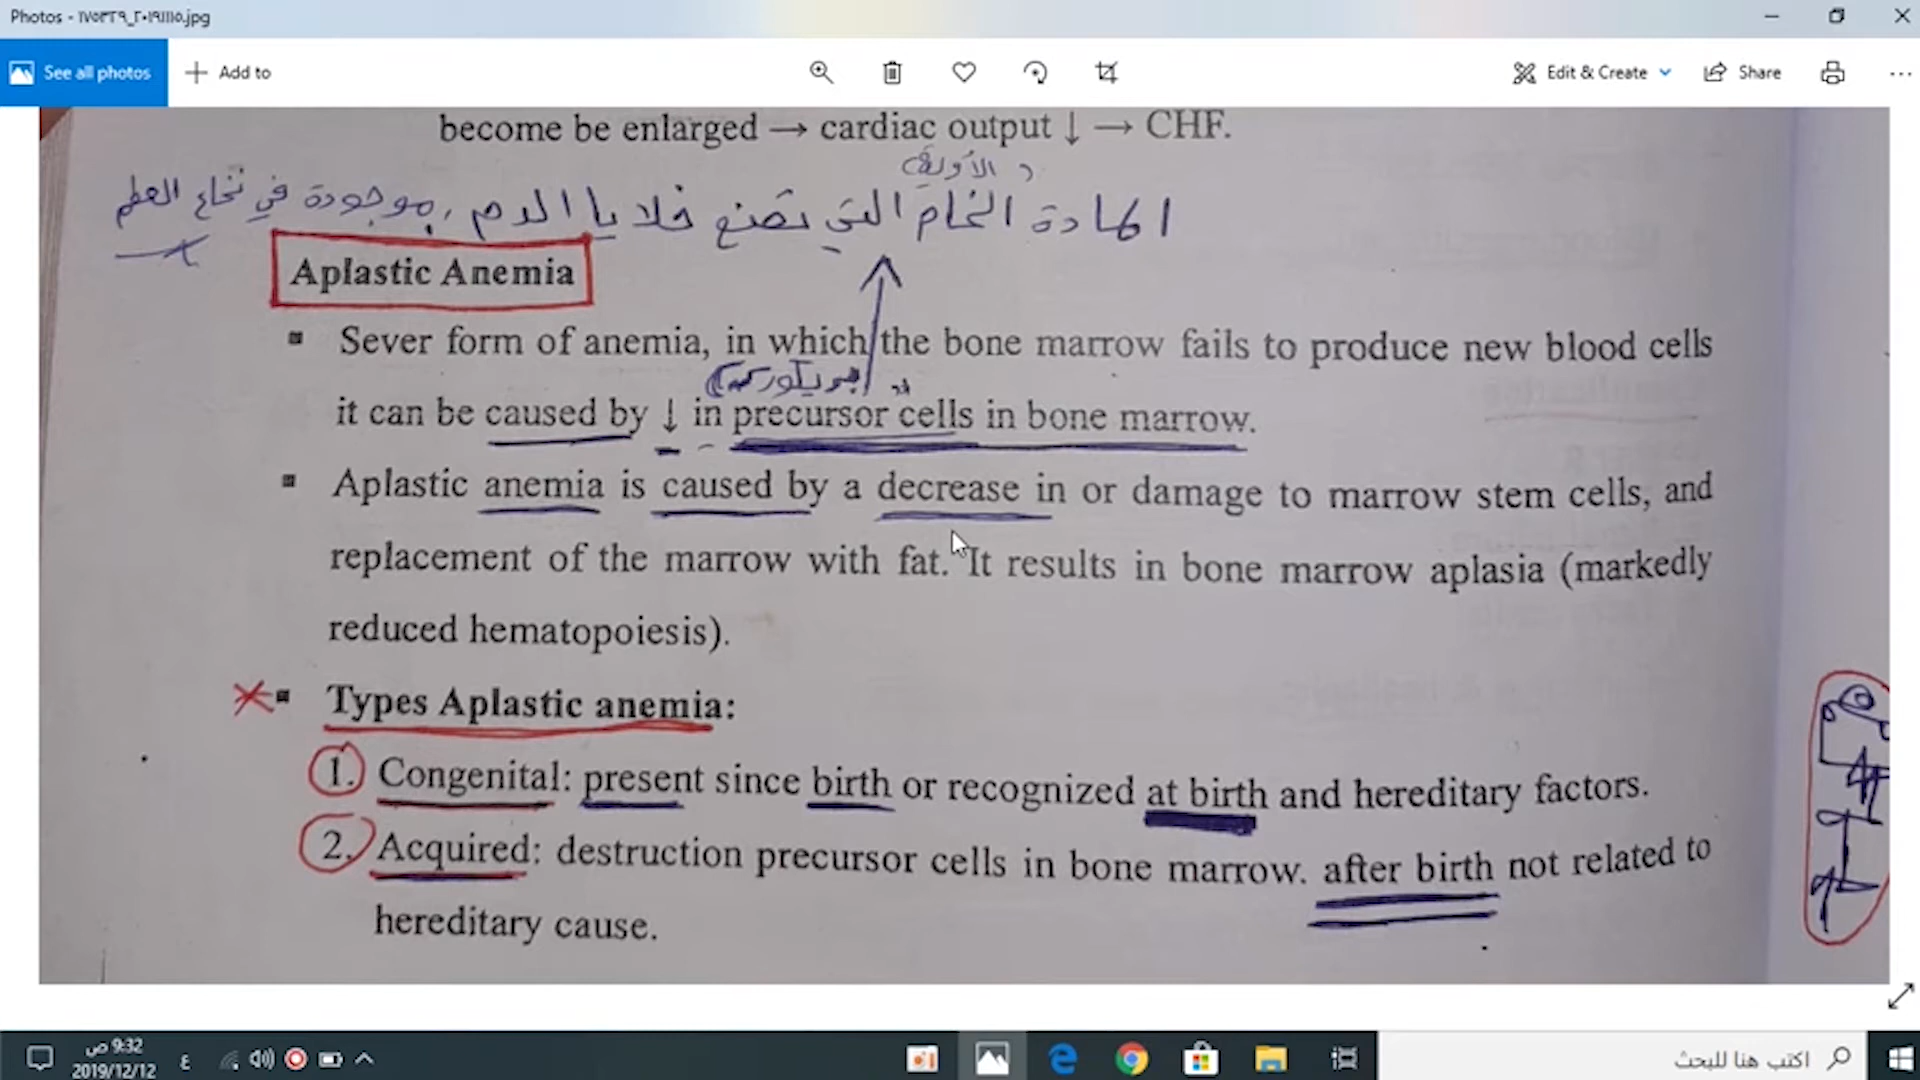 Photos - ٢٠١٩١١١٥_١٧٥٣٢٩.jpg
See all photos
Add to
Edit & Create
Share
become be enlarged → cardiac output ↓ → CHF.
الأولية
المادة الخام التي تصنع خلايا الدم، موجودة في نخاع العظم
Aplastic Anemia
Sever form of anemia, in which the bone marrow fails to produce new blood cells
it can be caused by ↓ in precursor cells in bone marrow.
Aplastic anemia is caused by a decrease in or damage to marrow stem cells, and
replacement of the marrow with fat. It results in bone marrow aplasia (markedly
reduced hematopoiesis).
Types Aplastic anemia:
1. Congenital: present since birth or recognized at birth and hereditary factors.
2. Acquired: destruction precursor cells in bone marrow. after birth not related to
hereditary cause.
9:32 ص
2019/12/12
ع
اكتب هنا للبحث